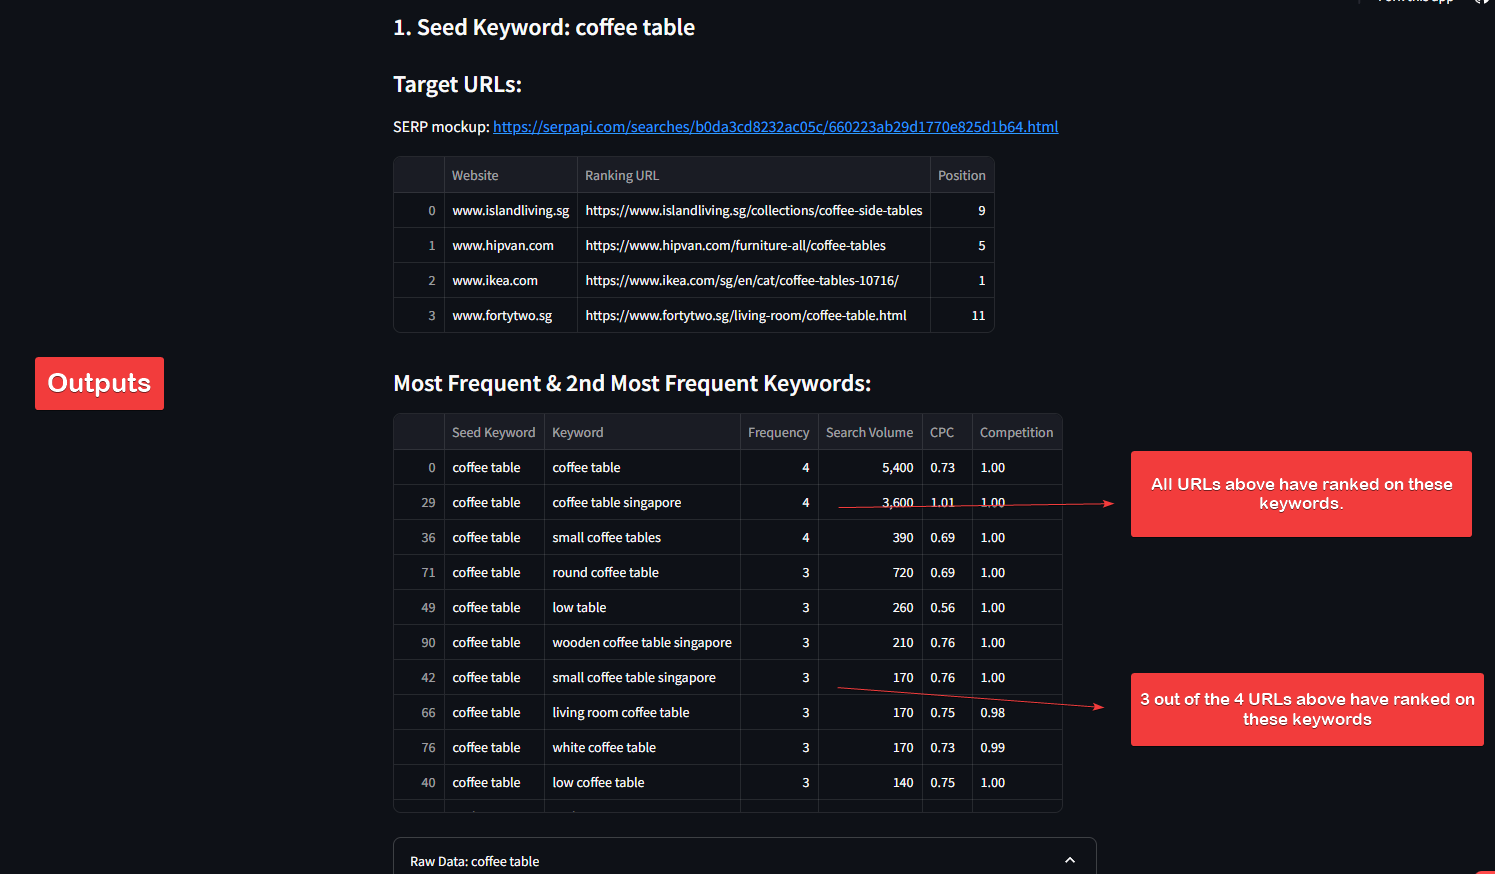 1. Seed Keyword: coffee table
Target URLs:
SERP mockup: https://serpapi.com/searches/b0da3cd8232ac05c/660223ab29d1770e825d1b64.html
Website Ranking URL Position
0 www.islandliving.sg https://www.islandliving.sg/collections/coffee-side-tables 9
1 www.hipvan.com https://www.hipvan.com/furniture-all/coffee-tables 5
2 www.ikea.com https://www.ikea.com/sg/en/cat/coffee-tables-10716/ 1
3 www.fortytwo.sg https://www.fortytwo.sg/living-room/coffee-table.html 11
Outputs
Most Frequent & 2nd Most Frequent Keywords:
Seed Keyword Keyword Frequency Search Volume CPC Competition
0 coffee table coffee table 4 5,400 0.73 1.00
29 coffee table coffee table singapore 4 3,600 1.01 1.00
36 coffee table small coffee tables 4 390 0.69 1.00
71 coffee table round coffee table 3 720 0.69 1.00
49 coffee table low table 3 260 0.56 1.00
90 coffee table wooden coffee table singapore 3 210 0.76 1.00
42 coffee table small coffee table singapore 3 170 0.76 1.00
66 coffee table living room coffee table 3 170 0.75 0.98
76 coffee table white coffee table 3 170 0.73 0.99
40 coffee table low coffee table 3 140 0.75 1.00
All URLs above have ranked on these
keywords.
3 out of the 4 URLs above have ranked on
these keywords
Raw Data: coffee table